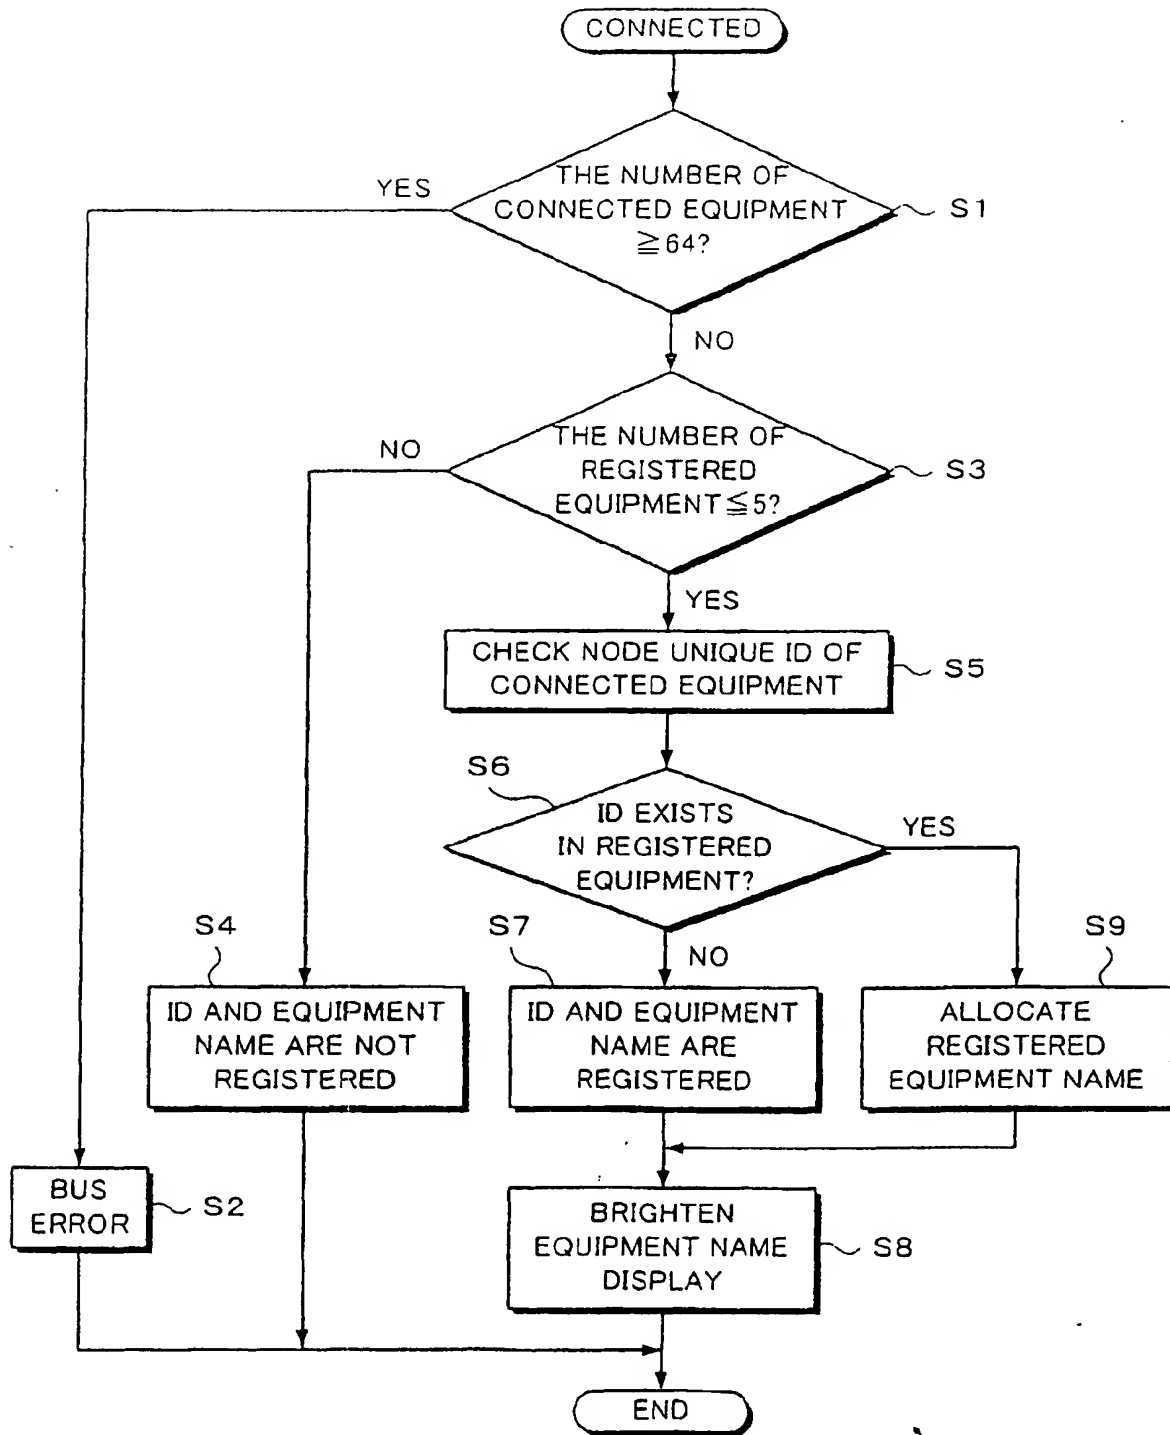 CONNECTED
YES
THE NUMBER OF
CONNECTED EQUIPMENT
≧64?
S1
NO
NO
THE NUMBER OF
REGISTERED
EQUIPMENT≦5?
S3
YES
CHECK NODE UNIQUE ID OF
CONNECTED EQUIPMENT
S5
S6
ID EXISTS
IN REGISTERED
EQUIPMENT?
YES
NO
S4
ID AND EQUIPMENT
NAME ARE NOT
REGISTERED
S7
ID AND EQUIPMENT
NAME ARE
REGISTERED
S9
ALLOCATE
REGISTERED
EQUIPMENT NAME
BUS
ERROR
S2
BRIGHTEN
EQUIPMENT NAME
DISPLAY
S8
END